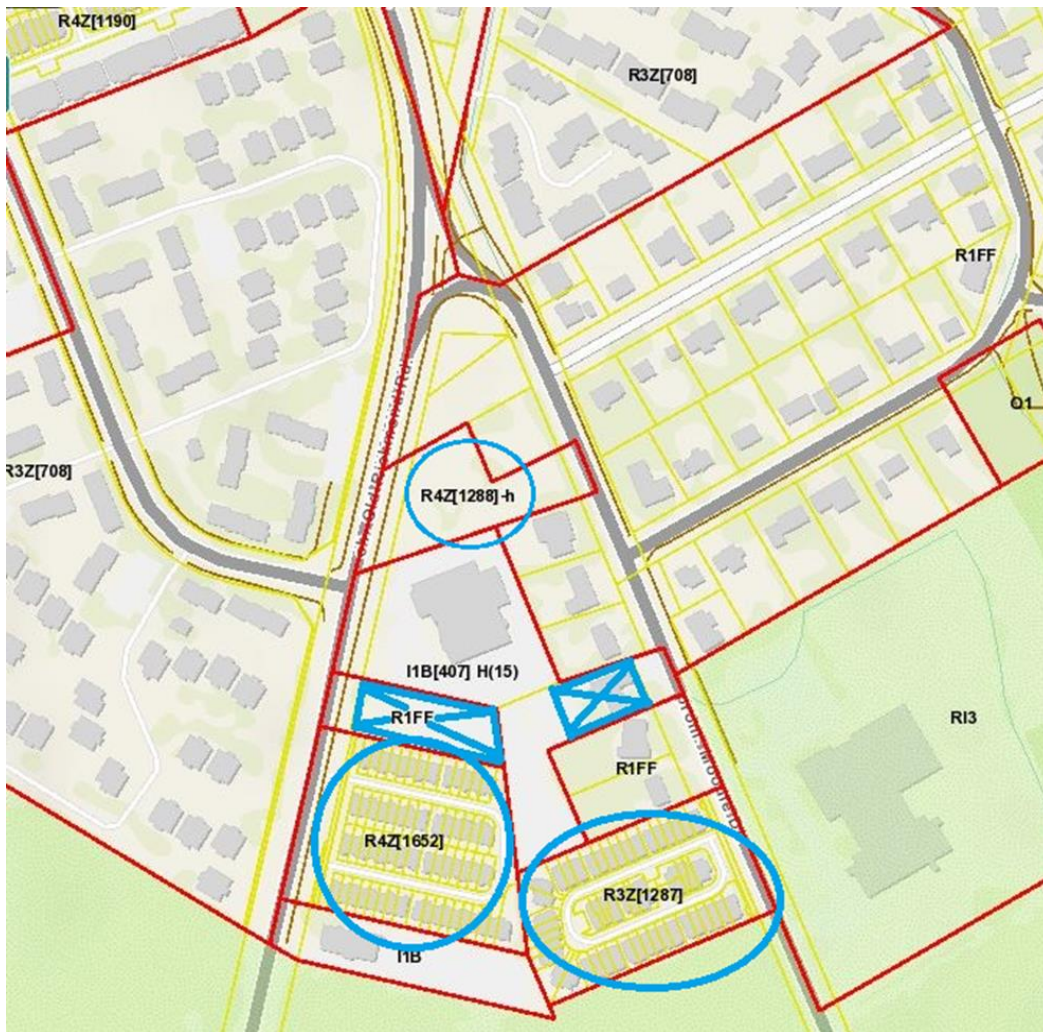 R4Z[1190]
R3Z[708]
R1FF
O1
R3Z[708]
R4Z[1288]-h
I1B[407] H(15)
R1FF
RI3
R1FF
R4Z[1652]
R3Z[1287]
I1B